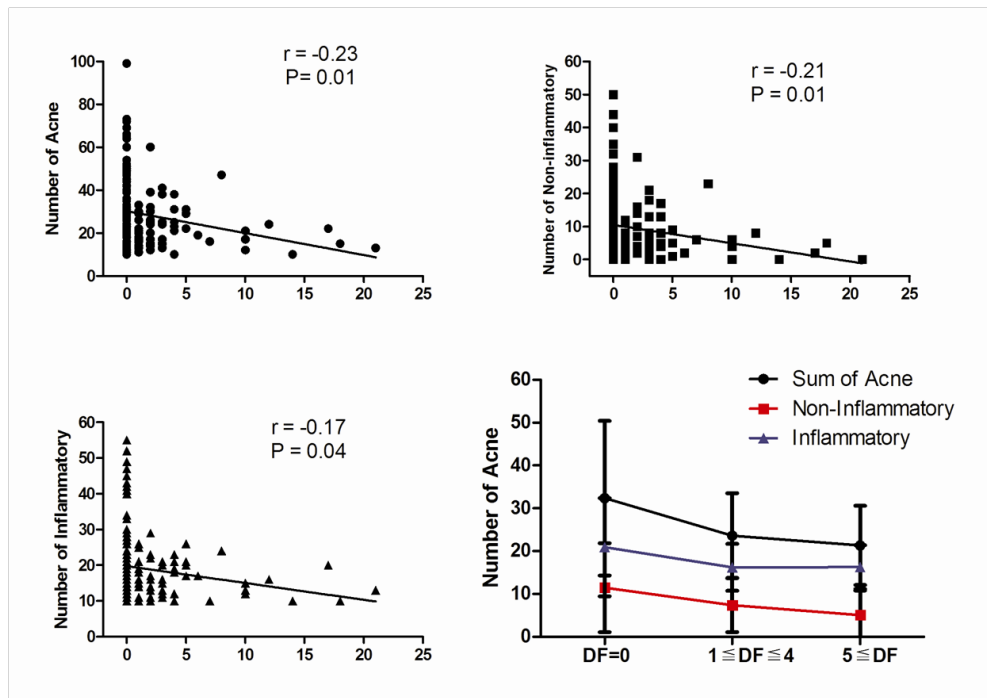 r = -0.23
P= 0.01
Number of Acne
100
80
60
40
20
0
0 5 10 15 20 25
r = -0.21
P = 0.01
Number of Non-inflammatory
60
50
40
30
20
10
0
0 5 10 15 20 25
r = -0.17
P = 0.04
Number of Inflammatory
60
50
40
30
20
10
0
0 5 10 15 20 25
Sum of Acne
Non-Inflammatory
Inflammatory
Number of Acne
60
50
40
30
20
10
0
DF=0 1≦DF≦4 5≦DF